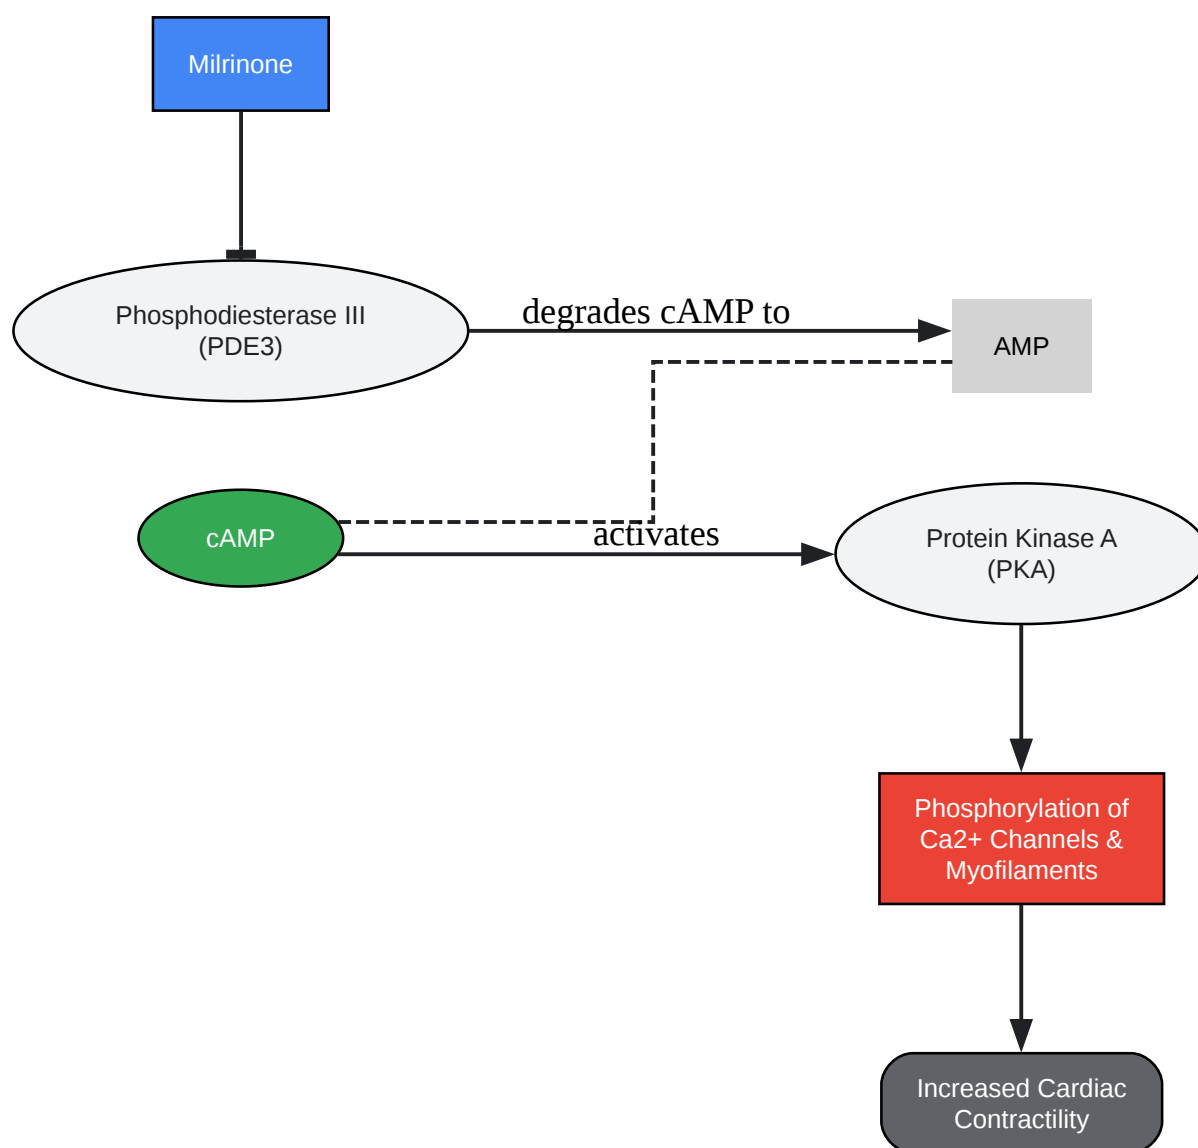 Milrinone
Phosphodiesterase III
(PDE3)
degrades cAMP to
AMP
cAMP
activates
Protein Kinase A
(PKA)
Phosphorylation of
Ca2+ Channels &
Myofilaments
Increased Cardiac
Contractility